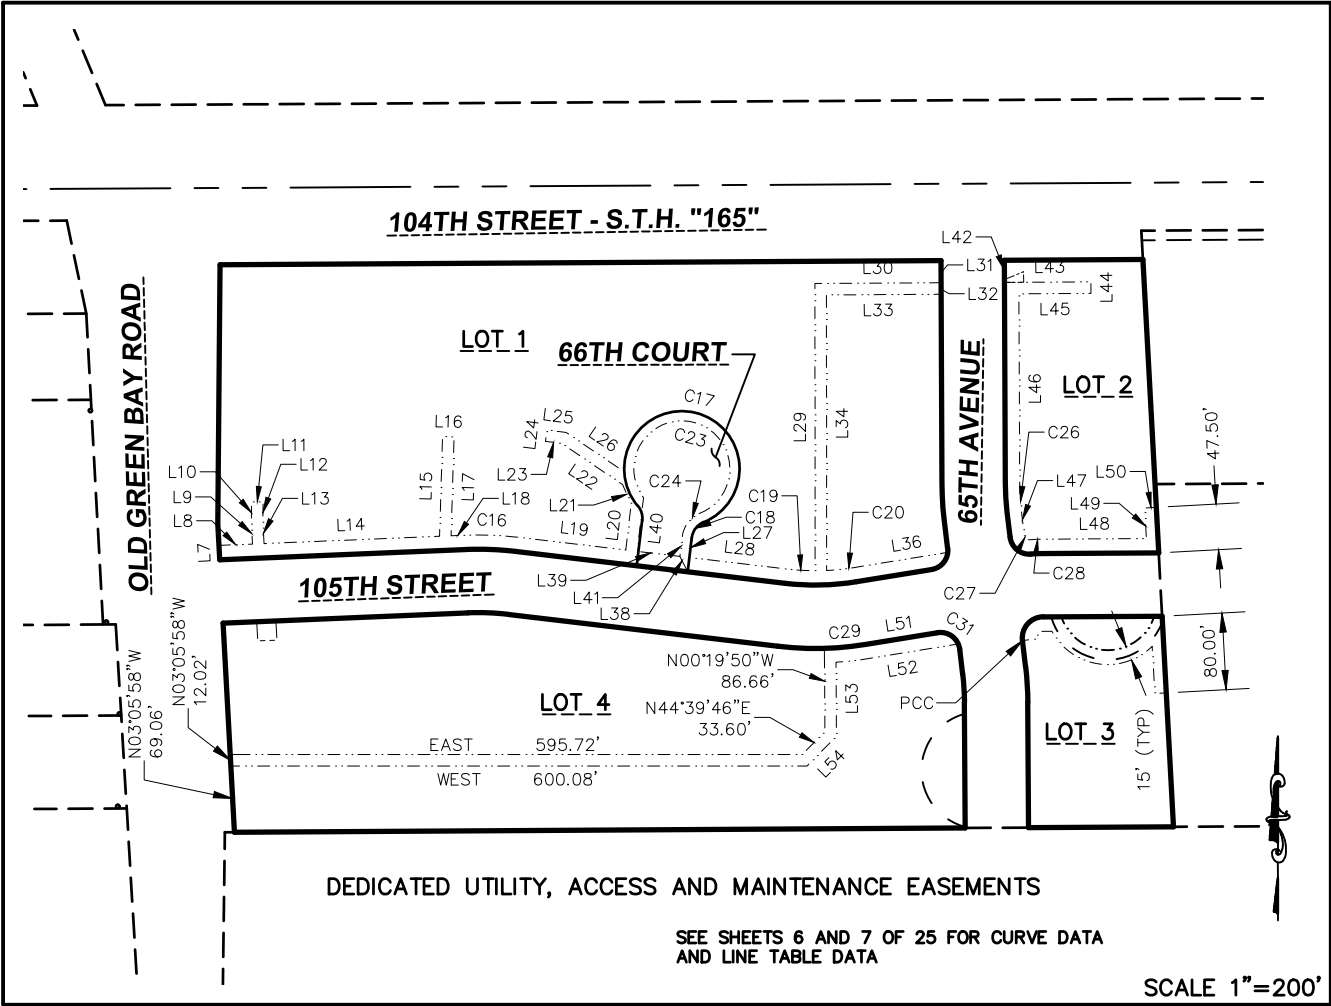 104TH STREET - S.T.H. "165"
L42
L30
L31
L43
L32
L33
L44
L45
OLD GREEN BAY ROAD
LOT 1
66TH COURT
65TH AVENUE
L46
LOT 2
C17
L16
L25
L24
L26
C23
L29
L34
C26
47.50'
L11
L10
L12
L23
L22
L15
L17
C24
C19
L47
L50
L9
L13
L18
L21
L49
L8
L14
C16
L19
L20
L40
C18
L27
C20
L48
L7
L28
L36
L39
L41
L38
C27
C28
105TH STREET
C29
L51
C31
L52
N00°19'50"W
86.66'
N44°39'46"E
33.60'
L53
L54
PCC
80.00'
N03°05'58"W
12.02'
N03°05'58"W
69.06'
LOT 4
LOT 3
15' (TYP)
EAST 595.72'
WEST 600.08'
DEDICATED UTILITY, ACCESS AND MAINTENANCE EASEMENTS
SEE SHEETS 6 AND 7 OF 25 FOR CURVE DATA
AND LINE TABLE DATA
SCALE 1"=200'